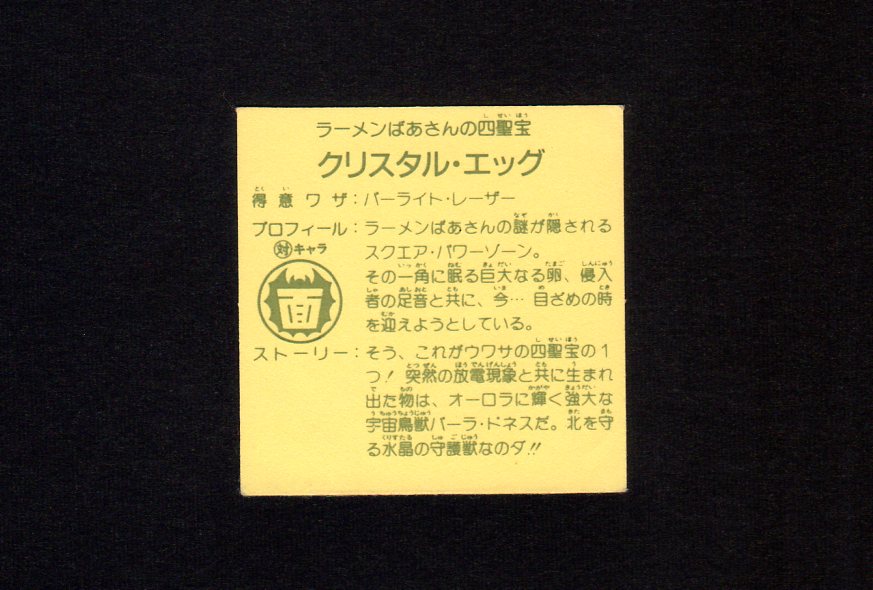 ラーメンばあさんの四聖宝
クリスタル・エッグ
得意ワザ：バーライト・レーザー
プロフィール：ラーメンばあさんの謎が隠される
スクエア・パワーゾーン。
その一角に眠る巨大なる卵、侵入
者の足音と共に、今… 目ざめの時
を迎えようとしている。
対キャラ
面
ストーリー：そう、これがウワサの四聖宝の1
つ！突然の放電現象と共に生まれ
出た物は、オーロラに輝く強大な
宇宙鳥獣バーラ・ドネスだ。北を守
る水晶の守護獣なのダ!!